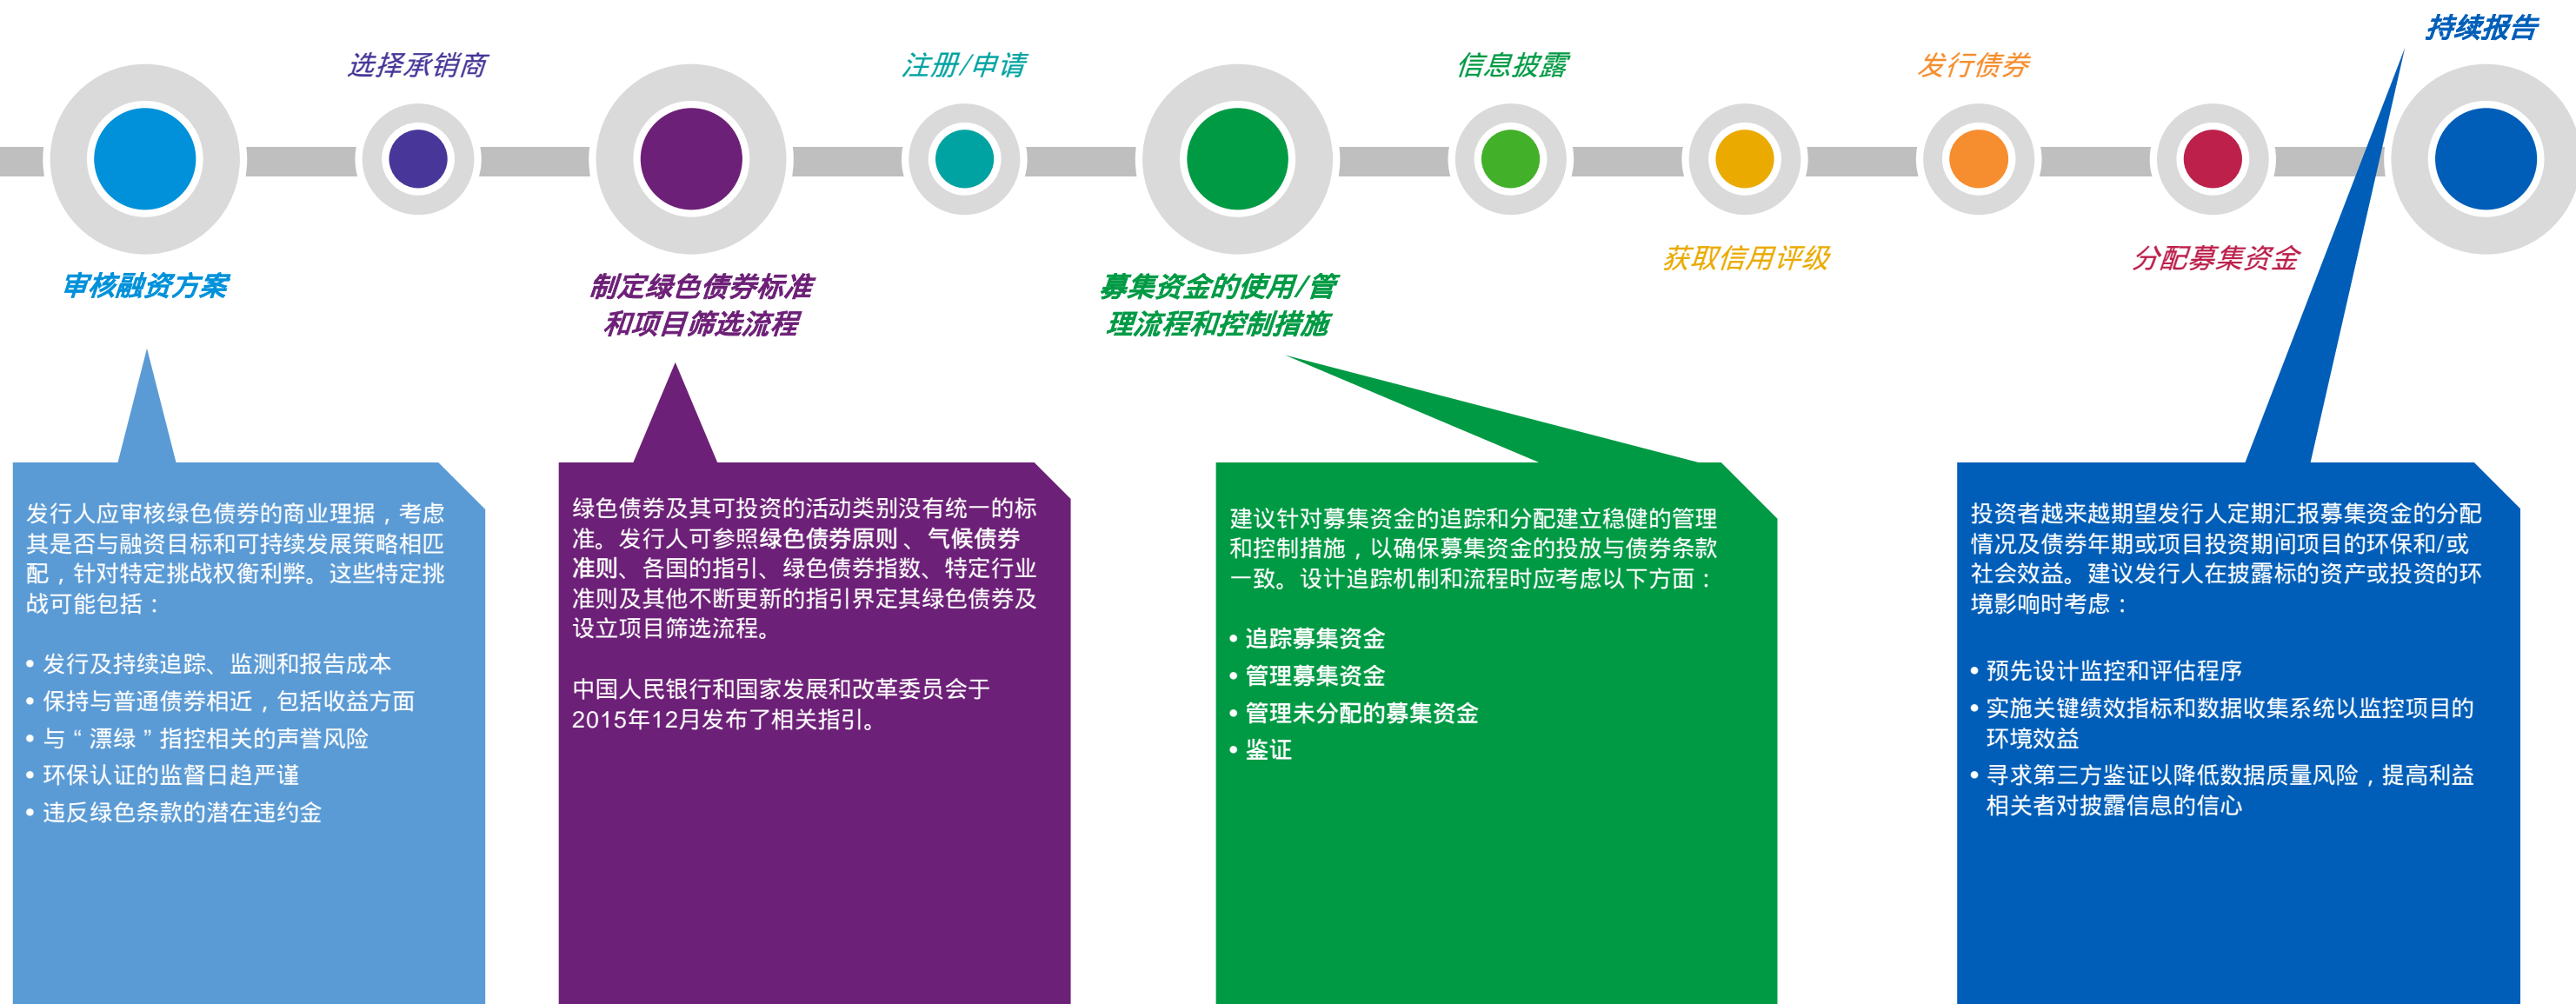 持续报告
选择承销商
注册/申请
信息披露
发行债券
审核融资方案
制定绿色债券标准
和项目筛选流程
募集资金的使用/管
理流程和控制措施
获取信用评级
分配募集资金
发行人应审核绿色债券的商业理据，考虑
其是否与融资目标和可持续发展策略相匹
配，针对特定挑战权衡利弊。这些特定挑
战可能包括：
• 发行及持续追踪、监测和报告成本
• 保持与普通债券相近，包括收益方面
• 与“漂绿”指控相关的声誉风险
• 环保认证的监督日趋严谨
• 违反绿色条款的潜在违约金
绿色债券及其可投资的活动类别没有统一的标
准。发行人可参照绿色债券原则、气候债券
准则、各国的指引、绿色债券指数、特定行业
准则及其他不断更新的指引界定其绿色债券及
设立项目筛选流程。
中国人民银行和国家发展和改革委员会于
2015年12月发布了相关指引。
建议针对募集资金的追踪和分配建立稳健的管理
和控制措施，以确保募集资金的投放与债券条款
一致。设计追踪机制和流程时应考虑以下方面：
• 追踪募集资金
• 管理募集资金
• 管理未分配的募集资金
• 鉴证
投资者越来越期望发行人定期汇报募集资金的分配
情况及债券年期或项目投资期间项目的环保和/或
社会效益。建议发行人在披露标的资产或投资的环
境影响时考虑：
• 预先设计监控和评估程序
• 实施关键绩效指标和数据收集系统以监控项目的
环境效益
• 寻求第三方鉴证以降低数据质量风险，提高利益
相关者对披露信息的信心